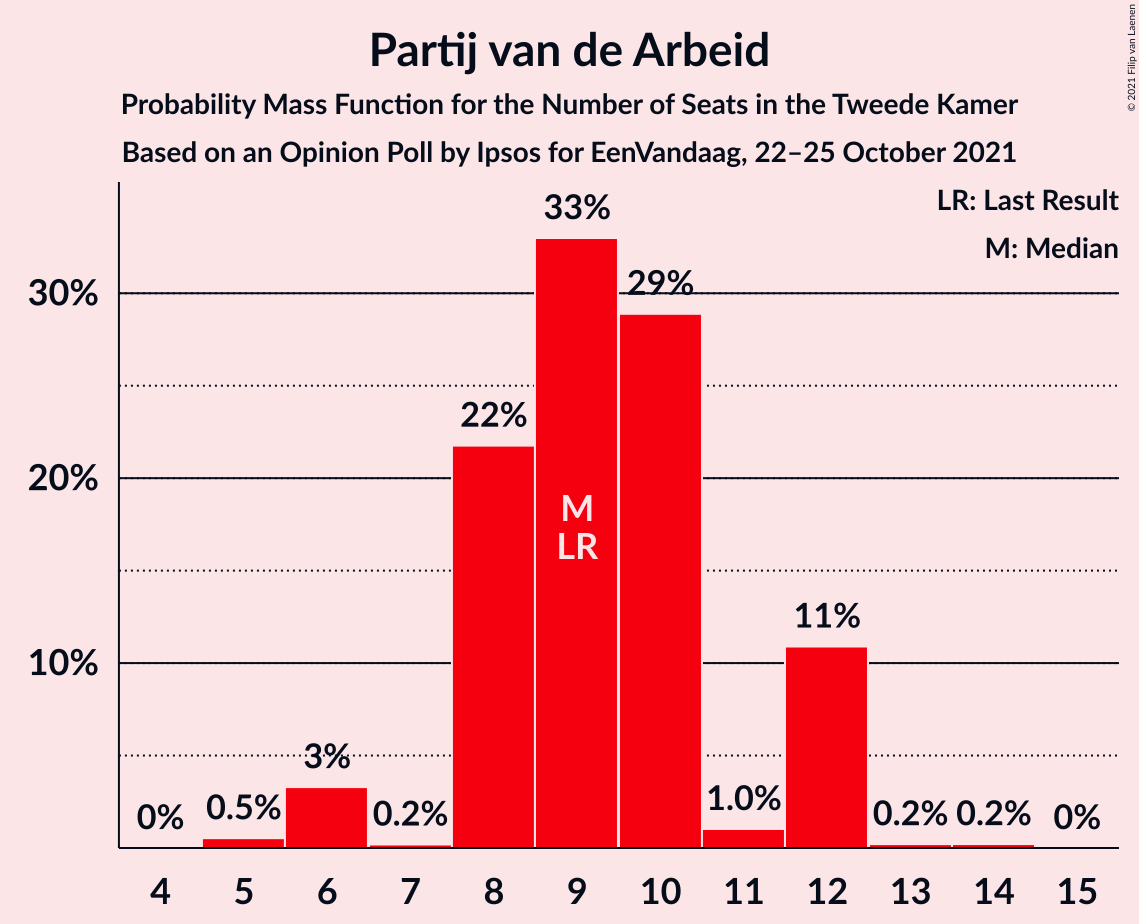 Partij van de Arbeid
Probability Mass Function for the Number of Seats in the Tweede Kamer
Based on an Opinion Poll by Ipsos for EenVandaag, 22–25 October 2021
© 2021 Filip van Laenen
LR: Last Result
M: Median
30%
20%
10%
0%
0.5%
3%
0.2%
22%
33%
29%
1.0%
11%
0.2%
0.2%
0%
M
LR
4 5 6 7 8 9 10 11 12 13 14 15